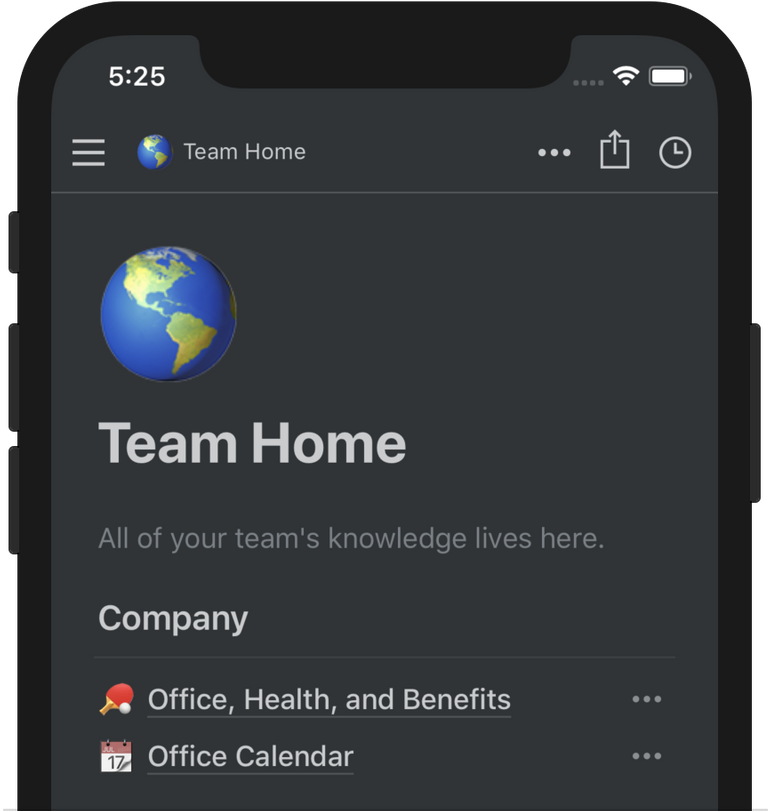 5:25
Team Home
Team Home
All of your team's knowledge lives here.
Company
Office, Health, and Benefits
JUL
17
Office Calendar